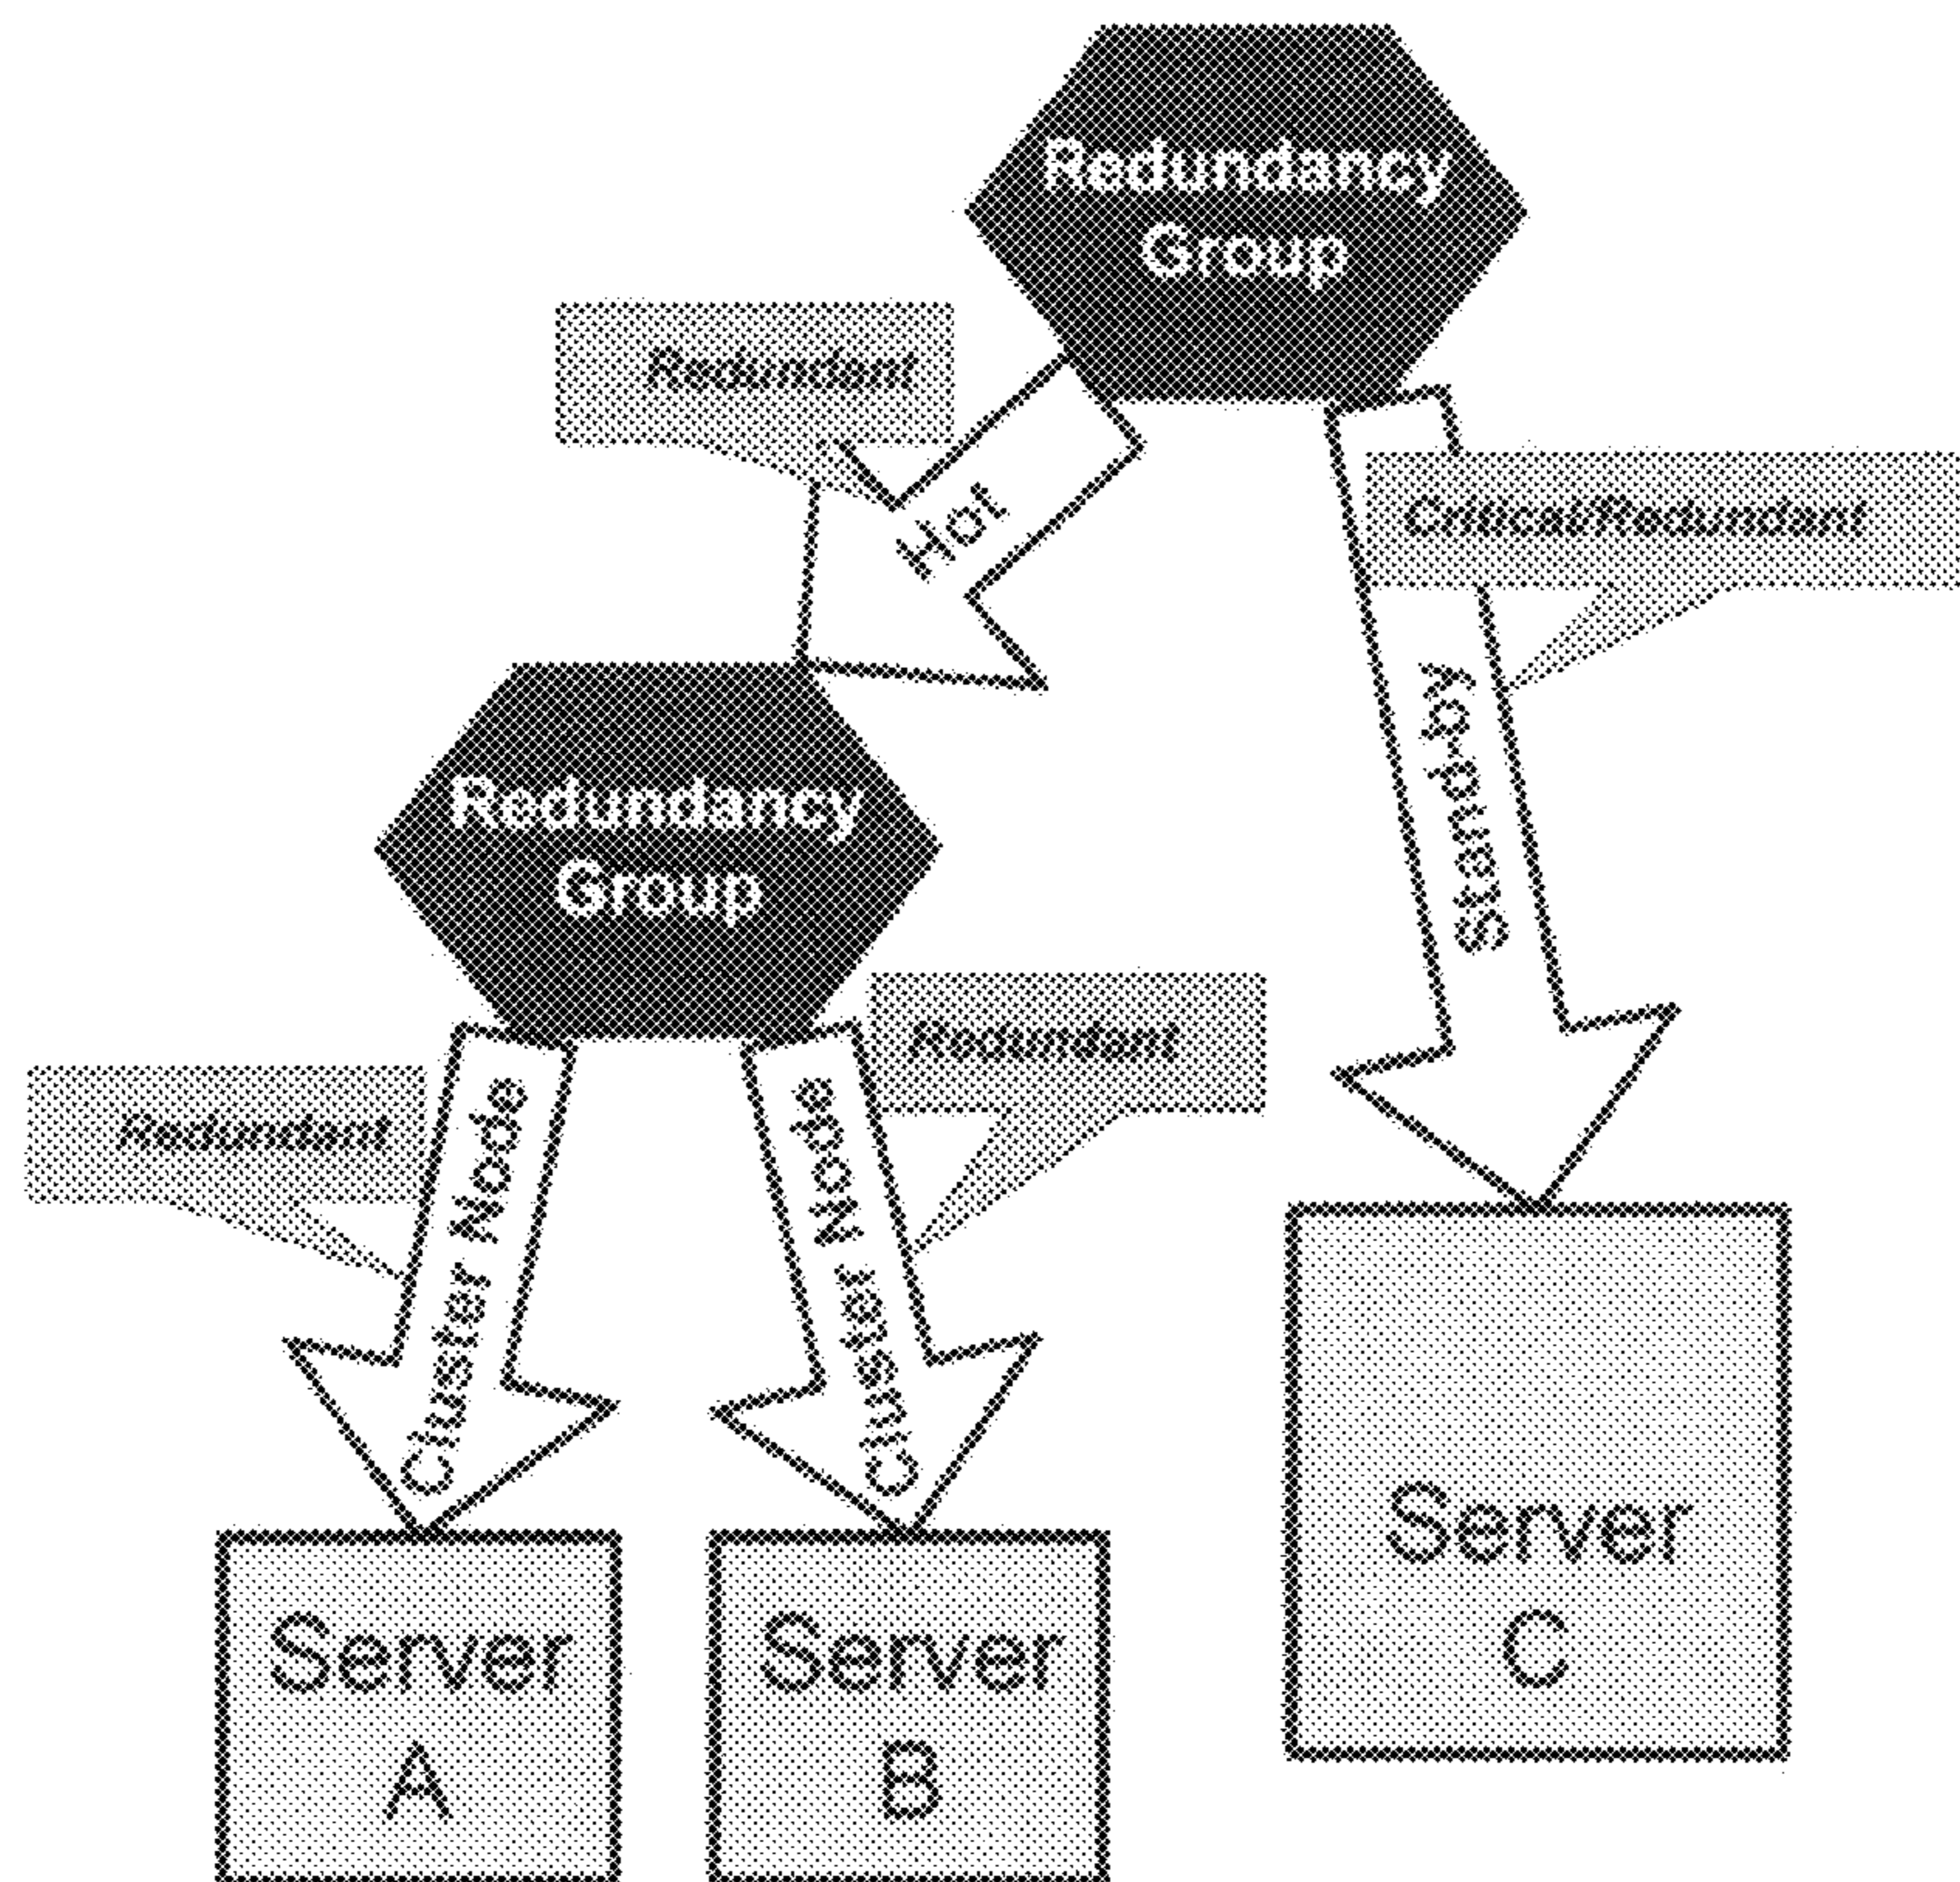 Redundancy
Group
Redundant
Hot
Critical/Redundant
Standby
Redundancy
Group
Redundant
Redundant
Cluster Node
Cluster Node
Server
C
Server
A
Server
B